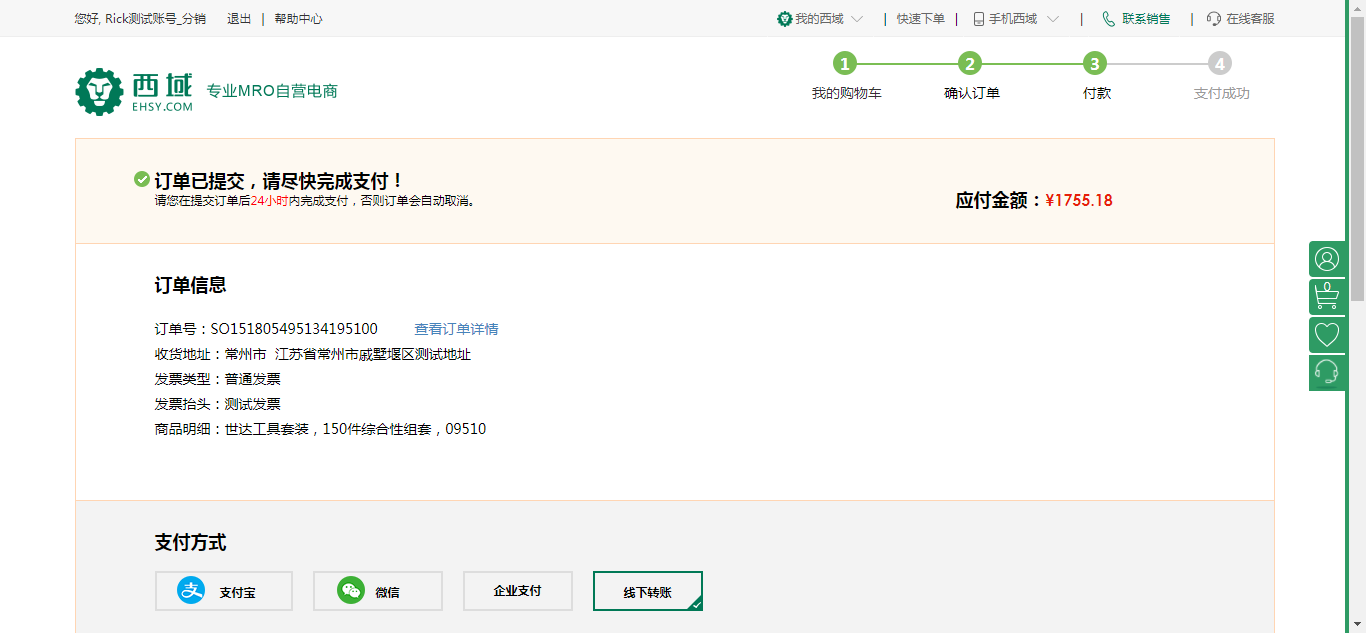 您好, Rick测试账号_分销 退出 | 帮助中心 我的西域 | 快速下单 | 手机西域 | 联系销售 | 在线客服
西域 EHSY.COM 专业MRO自营电商
1 2 3 4
我的购物车 确认订单 付款 支付成功
订单已提交，请尽快完成支付！
请您在提交订单后24小时内完成支付，否则订单会自动取消。
应付金额：¥1755.18
订单信息
订单号：SO151805495134195100 查看订单详情
收货地址：常州市 江苏省常州市戚墅堰区测试地址
发票类型：普通发票
发票抬头：测试发票
商品明细：世达工具套装，150件综合性组套，09510
0
支付方式
支 支付宝 微信 企业支付 线下转账